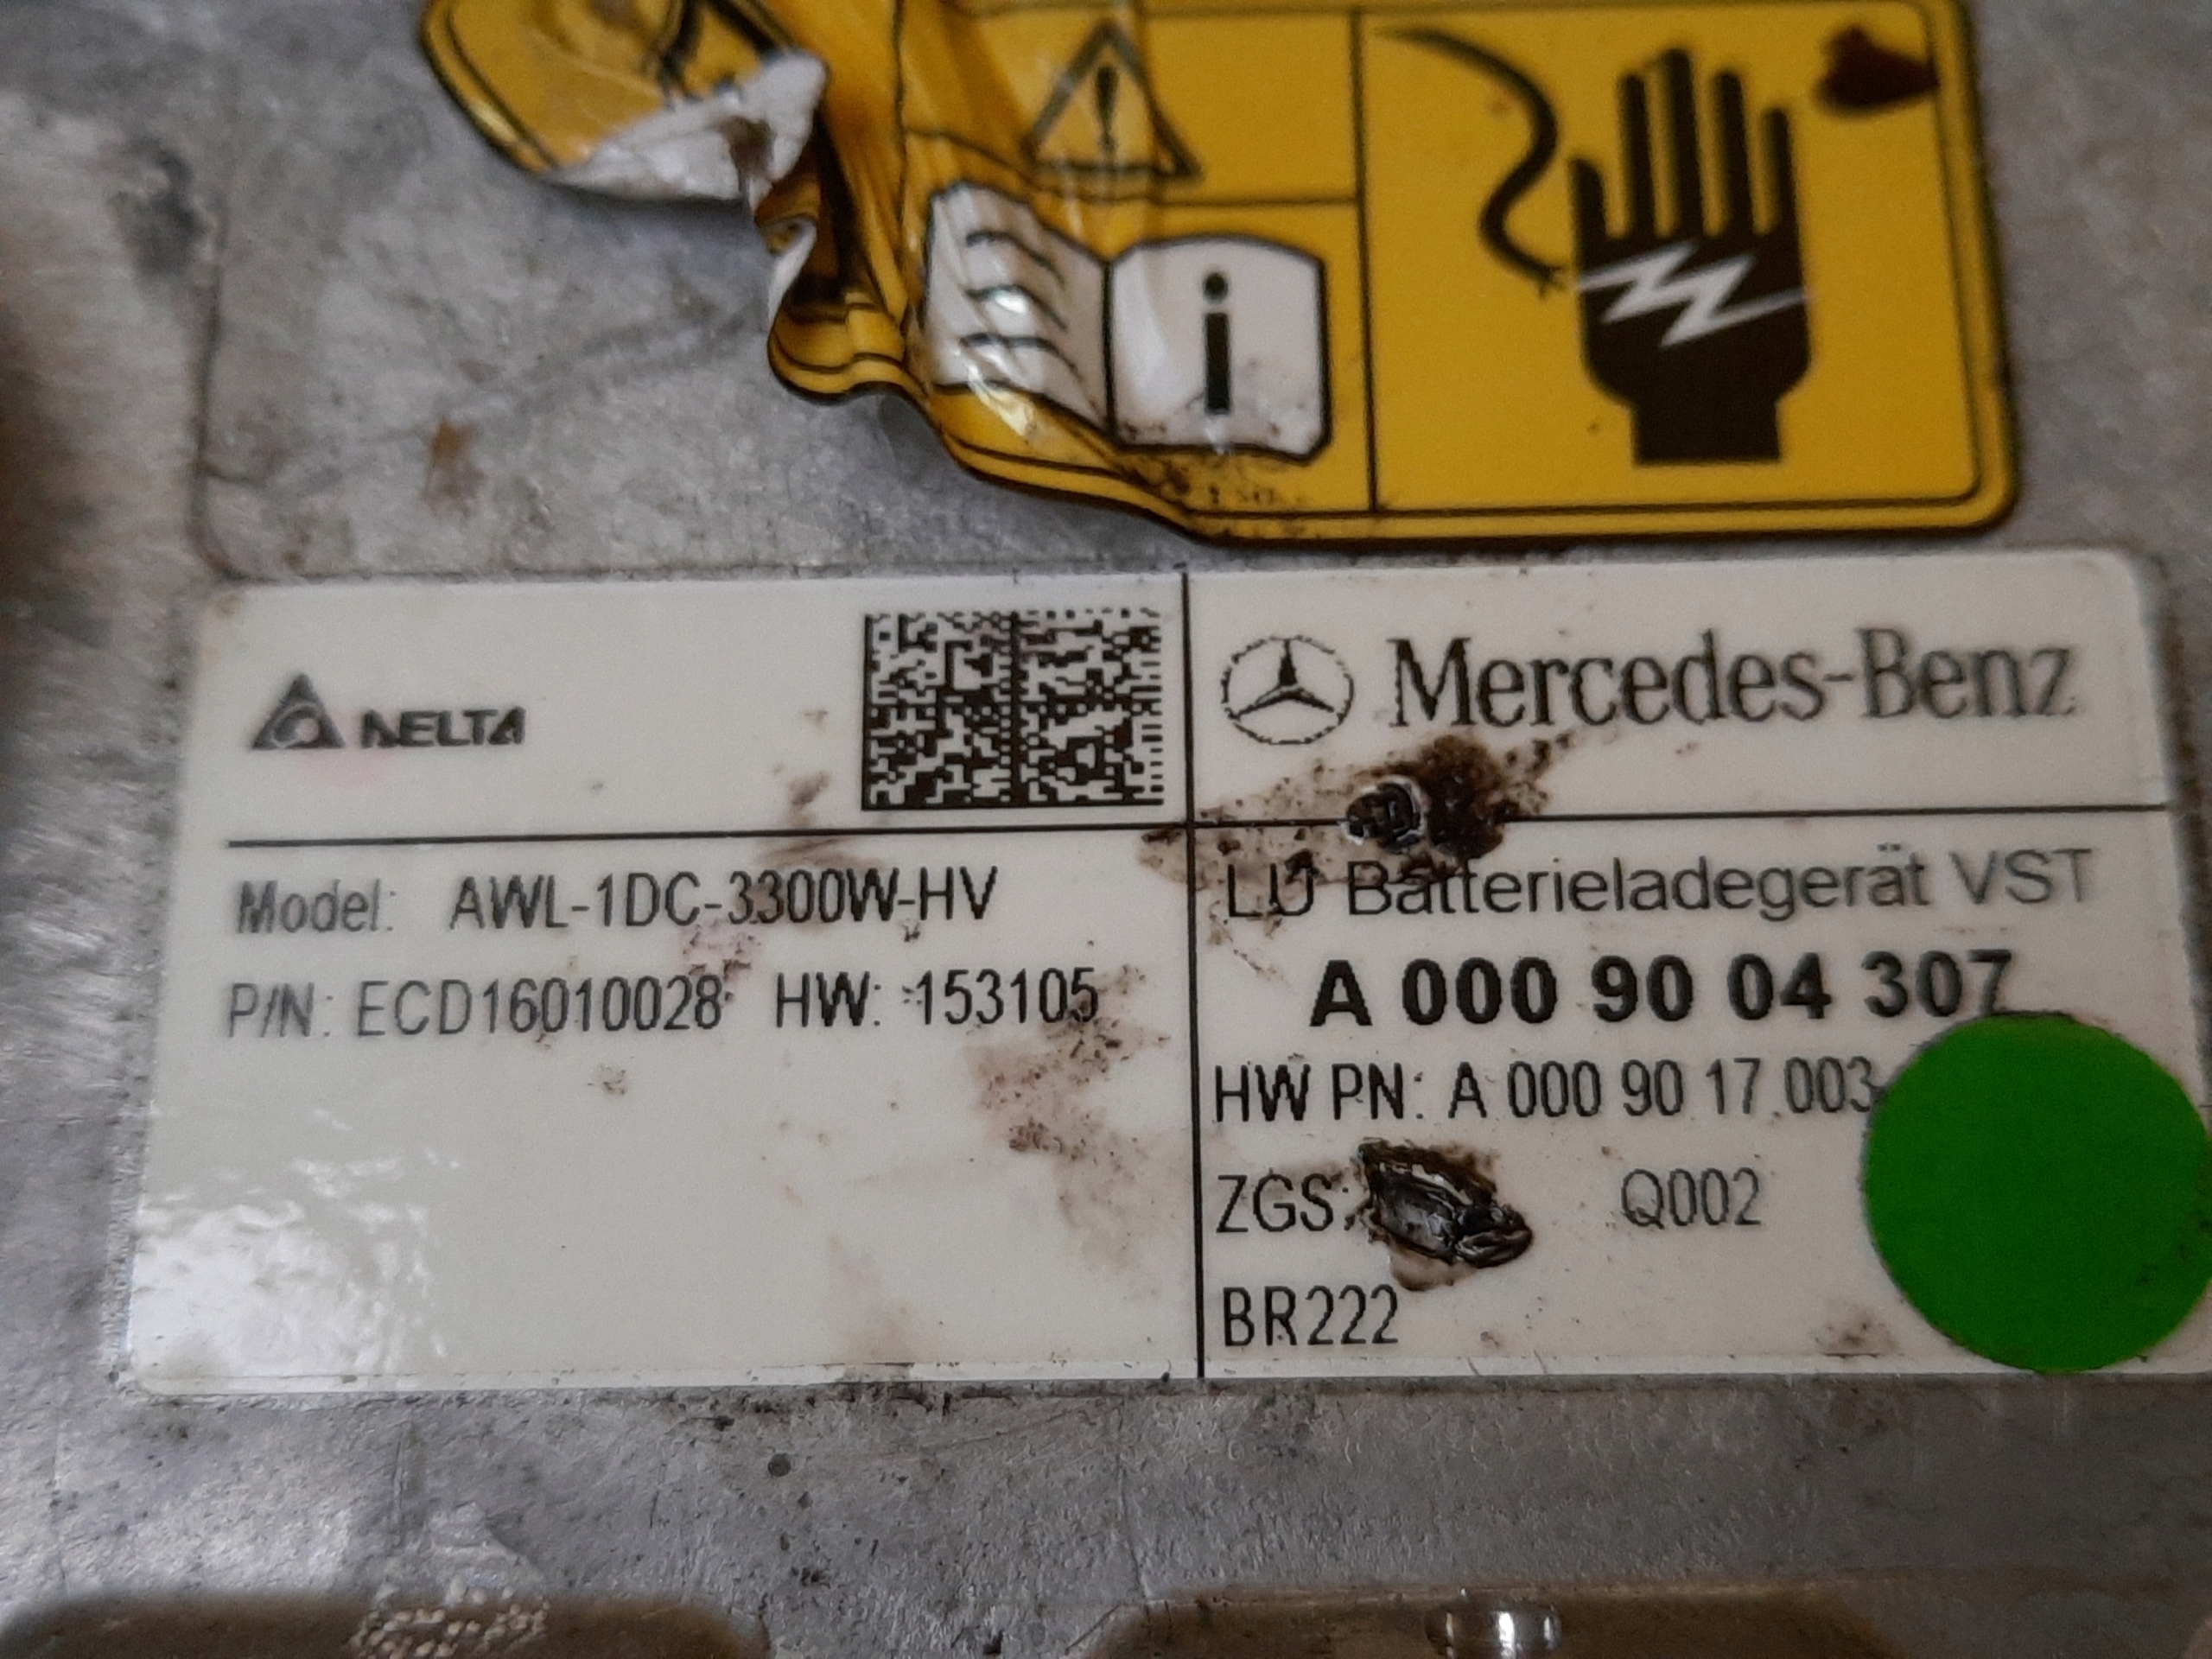 i
DELTA
Mercedes-Benz
Model: AWL-1DC-3300W-HV
P/N: ECD16010028 HW: 153105
LU Batterieladegerät VST
A 000 90 04 307
HW PN: A 000 90 17 003
ZGS: Q002
BR222